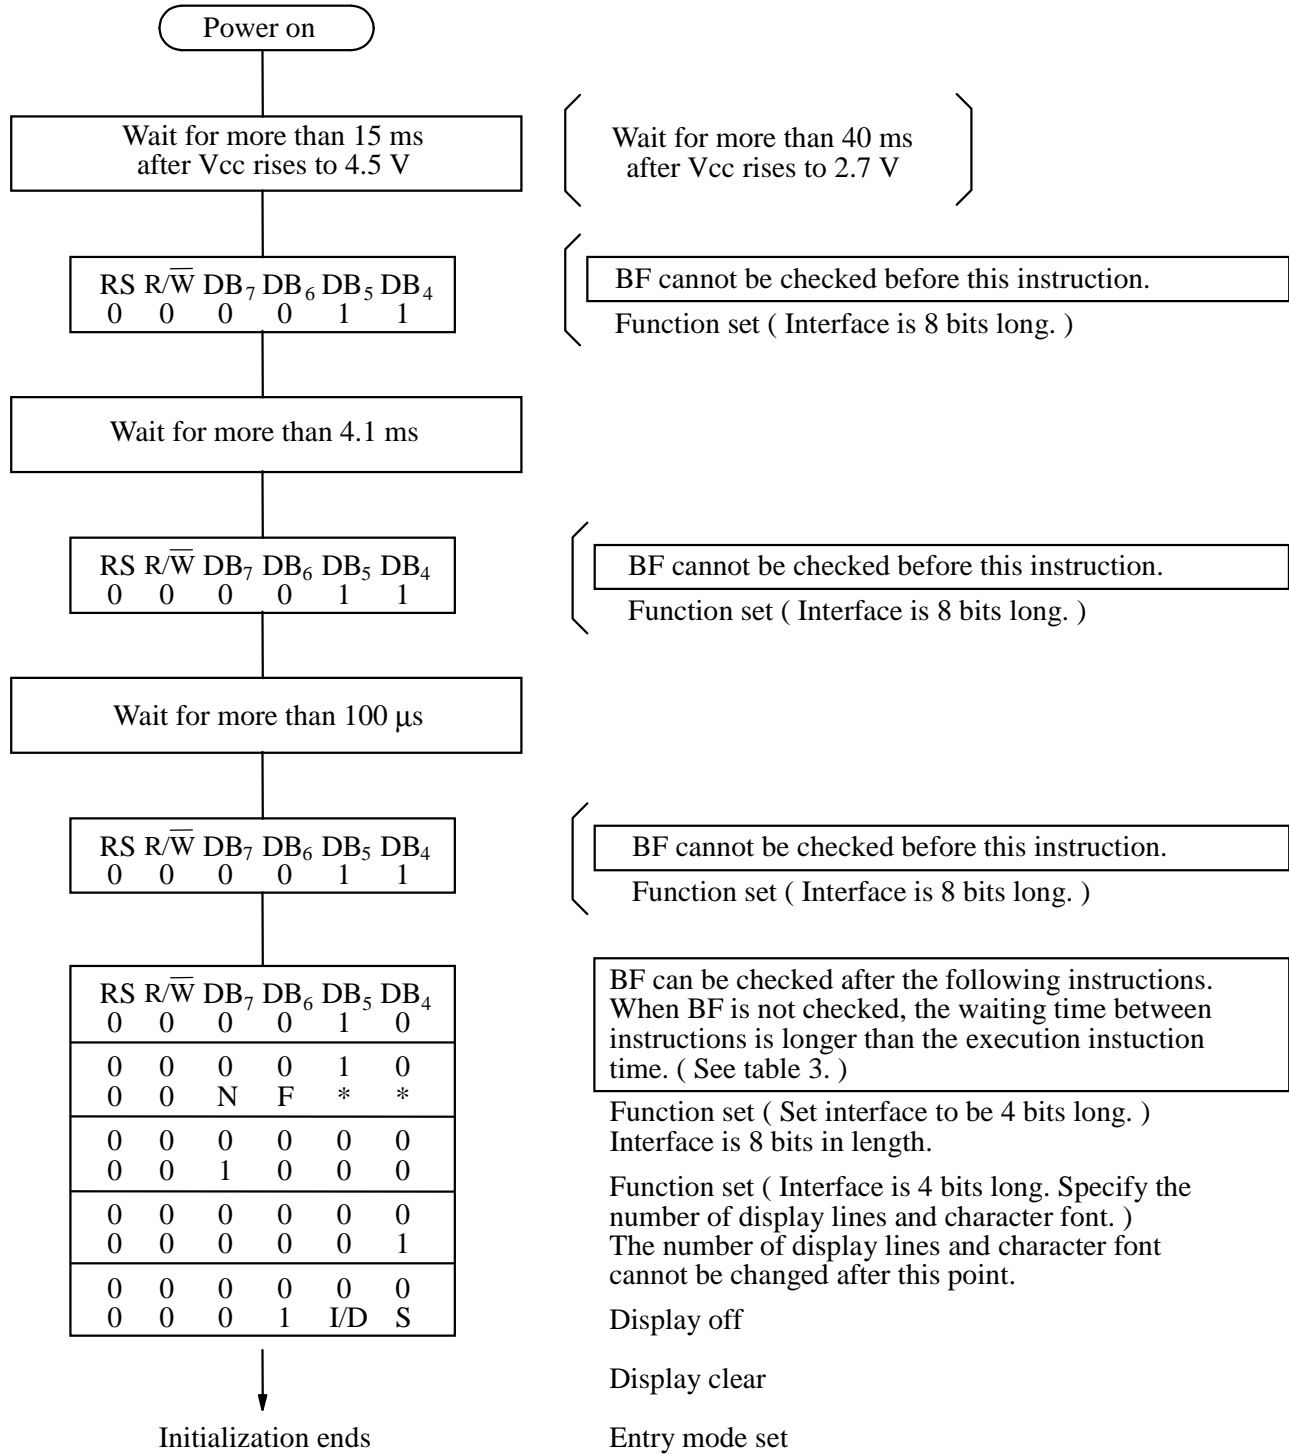 Power on
Wait for more than 15 ms
after Vcc rises to 4.5 V
Wait for more than 40 ms
after Vcc rises to 2.7 V
RS R/W̅ DB₇ DB₆ DB₅ DB₄
0 0 0 0 1 1
BF cannot be checked before this instruction.
Function set ( Interface is 8 bits long. )
Wait for more than 4.1 ms
RS R/W̅ DB₇ DB₆ DB₅ DB₄
0 0 0 0 1 1
BF cannot be checked before this instruction.
Function set ( Interface is 8 bits long. )
Wait for more than 100 µs
RS R/W̅ DB₇ DB₆ DB₅ DB₄
0 0 0 0 1 1
BF cannot be checked before this instruction.
Function set ( Interface is 8 bits long. )
RS R/W̅ DB₇ DB₆ DB₅ DB₄
0 0 0 0 1 0
0 0 0 0 1 0
0 0 N F * *
0 0 0 0 0 0
0 0 1 0 0 0
0 0 0 0 0 0
0 0 0 0 0 1
0 0 0 0 0 0
0 0 0 1 I/D S
Initialization ends
BF can be checked after the following instructions.
When BF is not checked, the waiting time between
instructions is longer than the execution instuction
time. ( See table 3. )
Function set ( Set interface to be 4 bits long. )
Interface is 8 bits in length.
Function set ( Interface is 4 bits long. Specify the
number of display lines and character font. )
The number of display lines and character font
cannot be changed after this point.
Display off
Display clear
Entry mode set